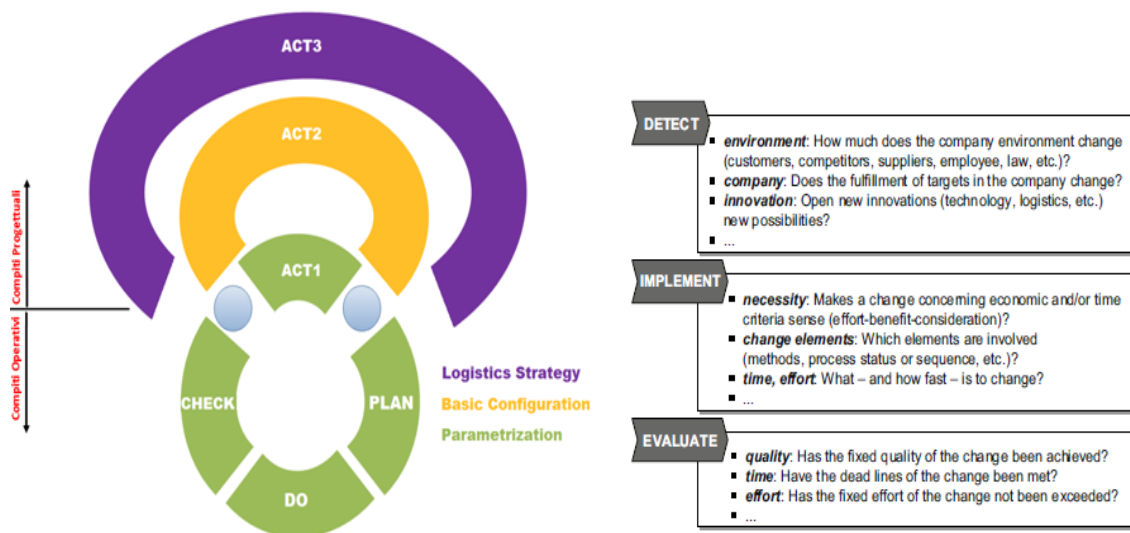 ACT3
ACT2
ACT1
CHECK
PLAN
DO
Compiti Progettuali
Compiti Operativi
Logistics Strategy
Basic Configuration
Parametrization
DETECT
▪ environment: How much does the company environment change
(customers, competitors, suppliers, employee, law, etc.)?
▪ company: Does the fulfillment of targets in the company change?
▪ innovation: Open new innovations (technology, logistics, etc.)
new possibilities?
▪ ...
IMPLEMENT
▪ necessity: Makes a change concerning economic and/or time
criteria sense (effort-benefit-consideration)?
▪ change elements: Which elements are involved
(methods, process status or sequence, etc.)?
▪ time, effort: What – and how fast – is to change?
▪ ...
EVALUATE
▪ quality: Has the fixed quality of the change been achieved?
▪ time: Have the dead lines of the change been met?
▪ effort: Has the fixed effort of the change not been exceeded?
▪ ...